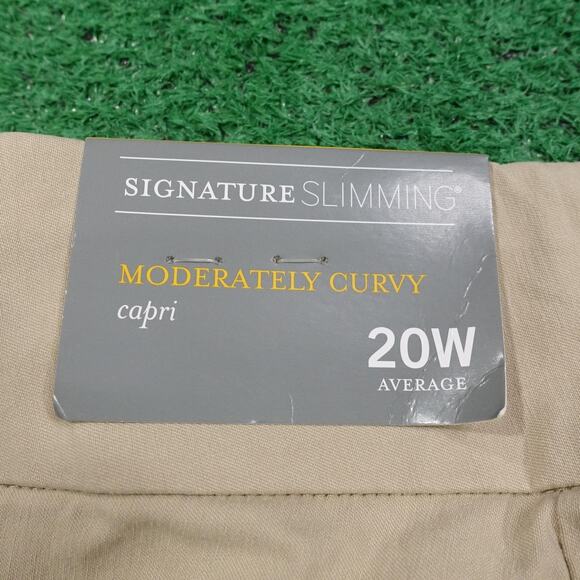 SIGNATURE SLIMMING®
MODERATELY CURVY
capri
20W
AVERAGE